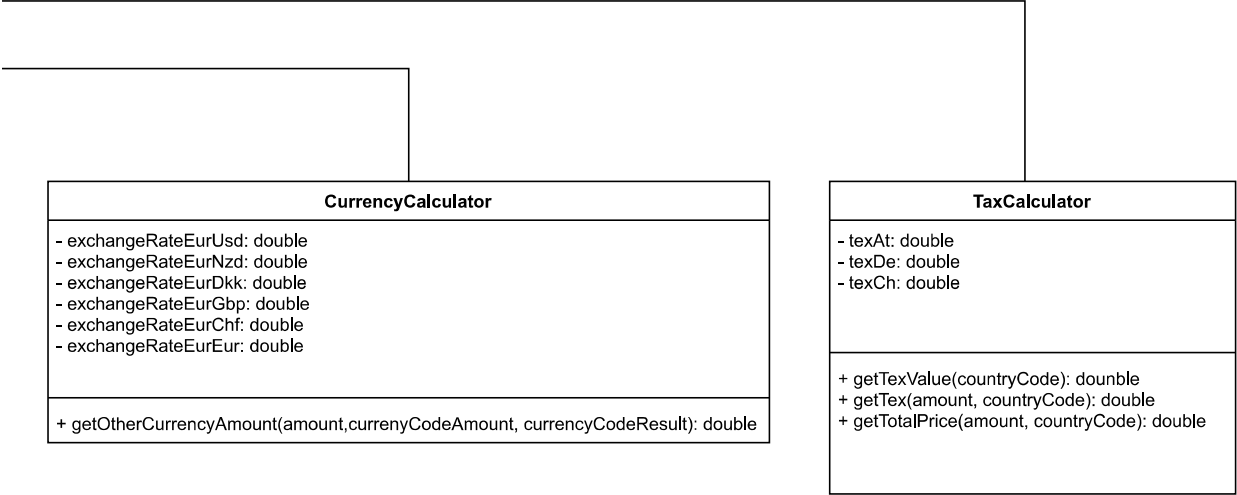 CurrencyCalculator
- exchangeRateEurUsd: double
- exchangeRateEurNzd: double
- exchangeRateEurDkk: double
- exchangeRateEurGbp: double
- exchangeRateEurChf: double
- exchangeRateEurEur: double
+ getOtherCurrencyAmount(amount,currenyCodeAmount, currencyCodeResult): double
TaxCalculator
- texAt: double
- texDe: double
- texCh: double
+ getTexValue(countryCode): dounble
+ getTex(amount, countryCode): double
+ getTotalPrice(amount, countryCode): double